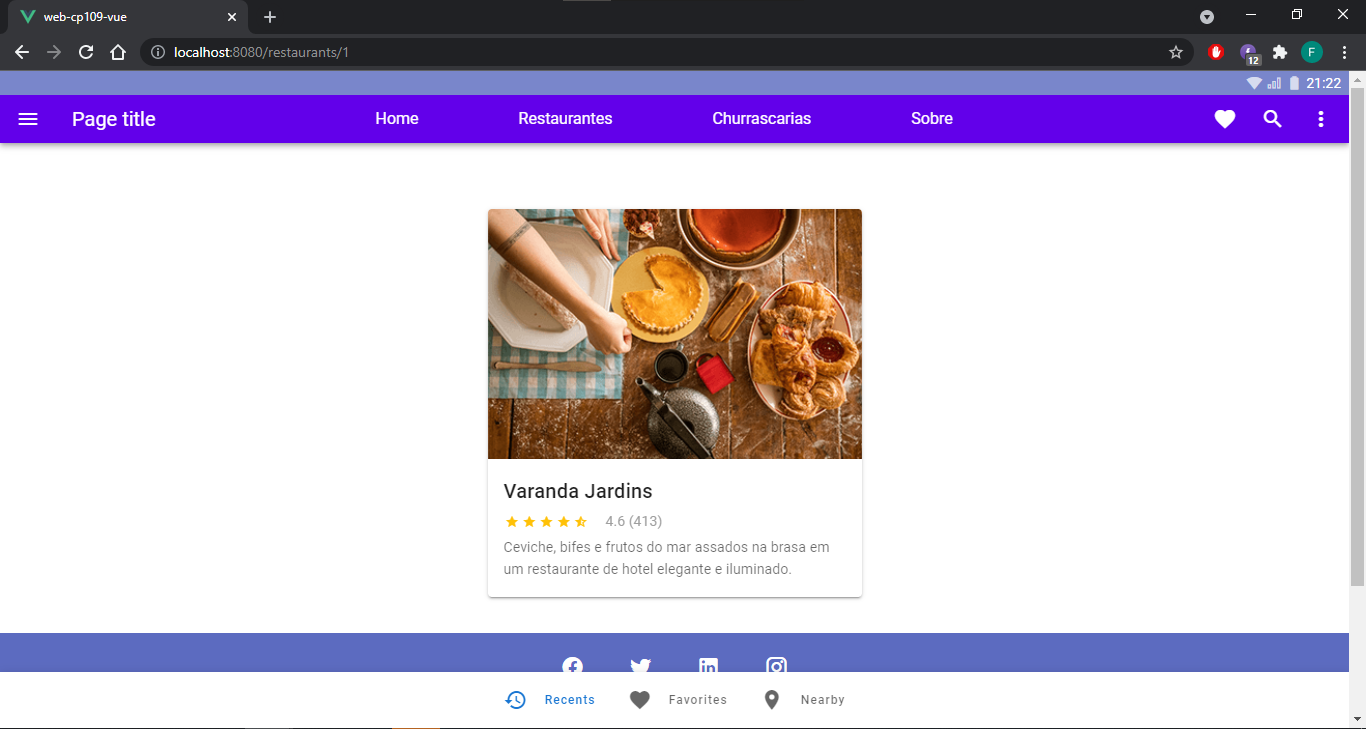 web-cp109-vue
localhost:8080/restaurants/1
12
F
21:22
Page title
Home
Restaurantes
Churrascarias
Sobre
Varanda Jardins
4.6 (413)
Ceviche, bifes e frutos do mar assados na brasa em
um restaurante de hotel elegante e iluminado.
Recents
Favorites
Nearby